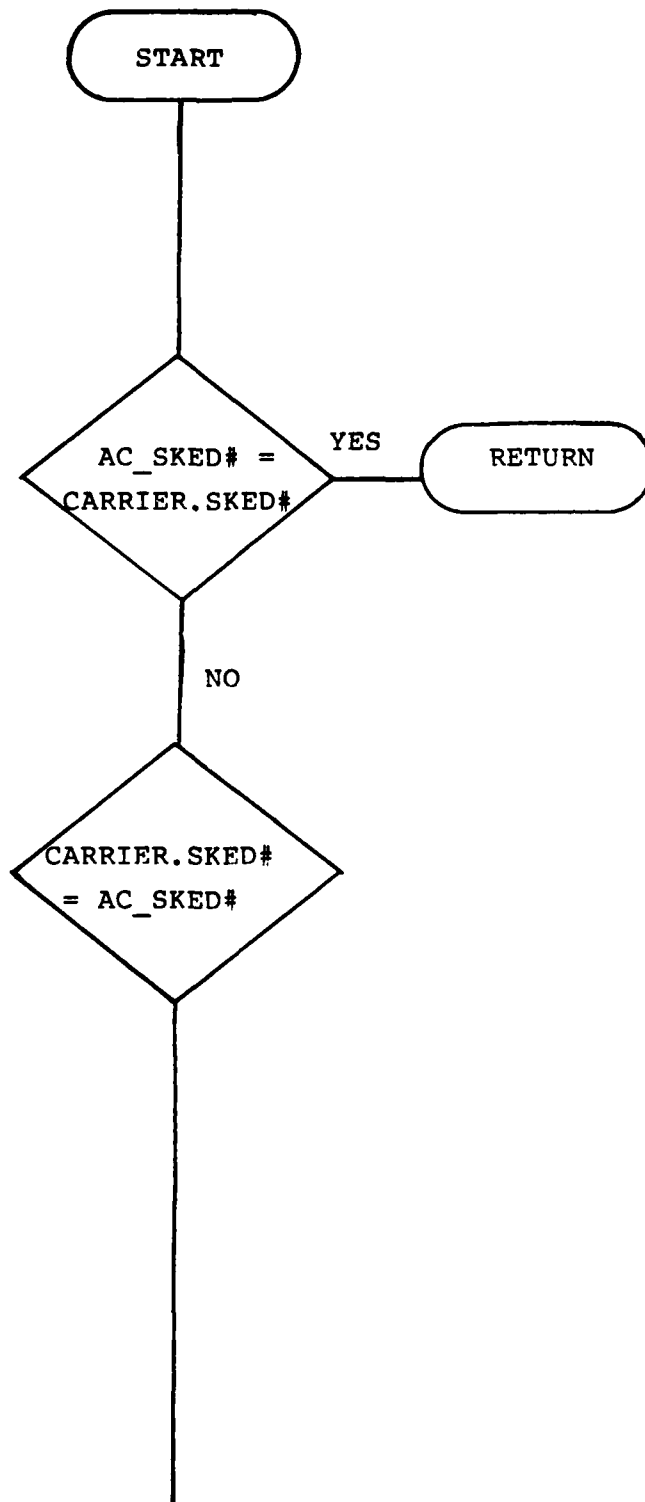 START
AC_SKED# =
CARRIER.SKED#
YES
RETURN
NO
CARRIER.SKED#
= AC_SKED#